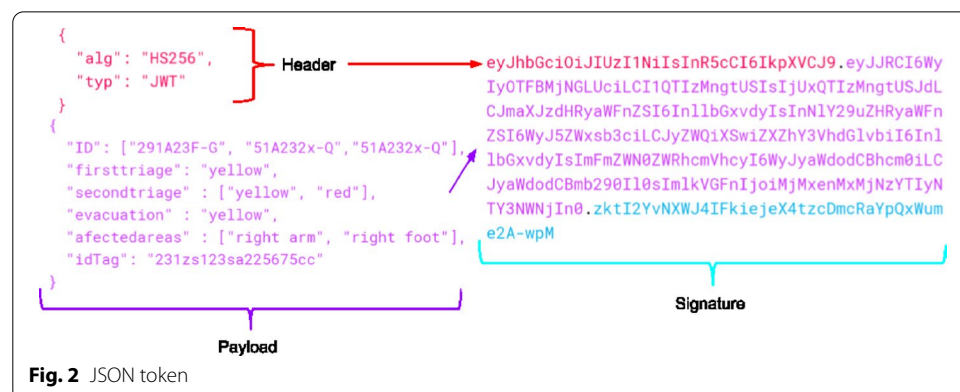 {
"alg": "HS256",
"typ": "JWT"
}
Header
{
"ID": ["291A23F-G", "51A232x-Q","51A232x-Q"],
"firsttriage": "yellow",
"secondtriage" : ["yellow", "red"],
"evacuation" : "yellow",
"afectedareas" : ["right arm", "right foot"],
"idTag": "231zs123sa225675cc"
}
Payload
eyJhbGciOiJIUzI1NiIsInR5cCI6IkpXVCJ9.eyJJRCI6Wy
IyOTFBMjNGLUciLCI1QTIzMngtUSIsIjUxQTIzMngtUSJdL
CJmaXJzdHRyaWFnZSI6InllbGxvdyIsInNlY29uZHRyaWFn
ZSI6WyJ5ZWxsb3ciLCJyZWQiXSwiZXZhY3VhdGlvbiI6Inl
lbGxvdyIsImFmZWN0ZWRhcmVhcyI6WyJyaWdodCBhcm0iLC
JyaWdodCBmb290Il0sImlkVGFnIjoiMjMxenMxMjNzYTIyN
TY3NWNjIn0.zktI2YvNXWJ4IFkiejeX4tzcDmcRaYpQxWum
e2A-wpM
Signature
Fig. 2 JSON token